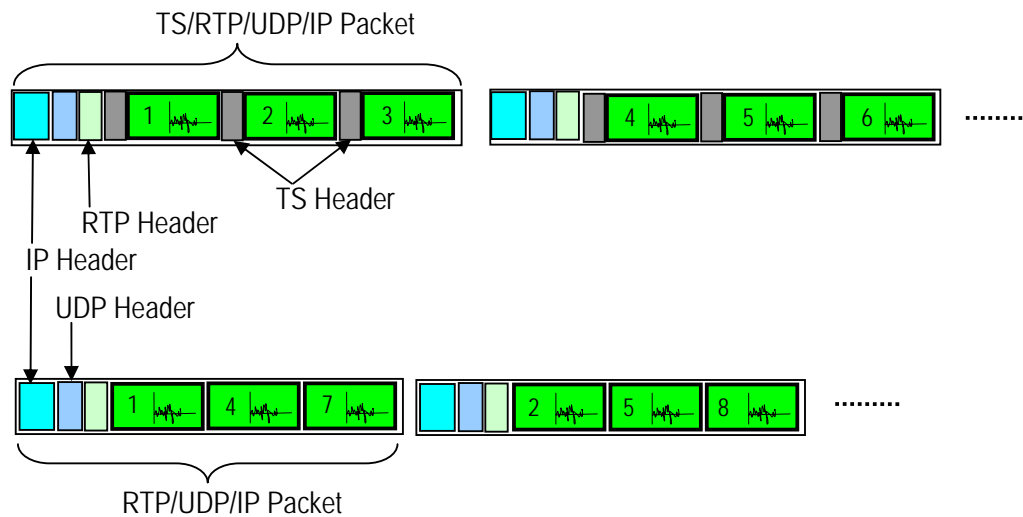 TS/RTP/UDP/IP Packet
1 2 3 4 5 6 ........
TS Header
RTP Header
IP Header
UDP Header
1 4 7 2 5 8 .........
RTP/UDP/IP Packet